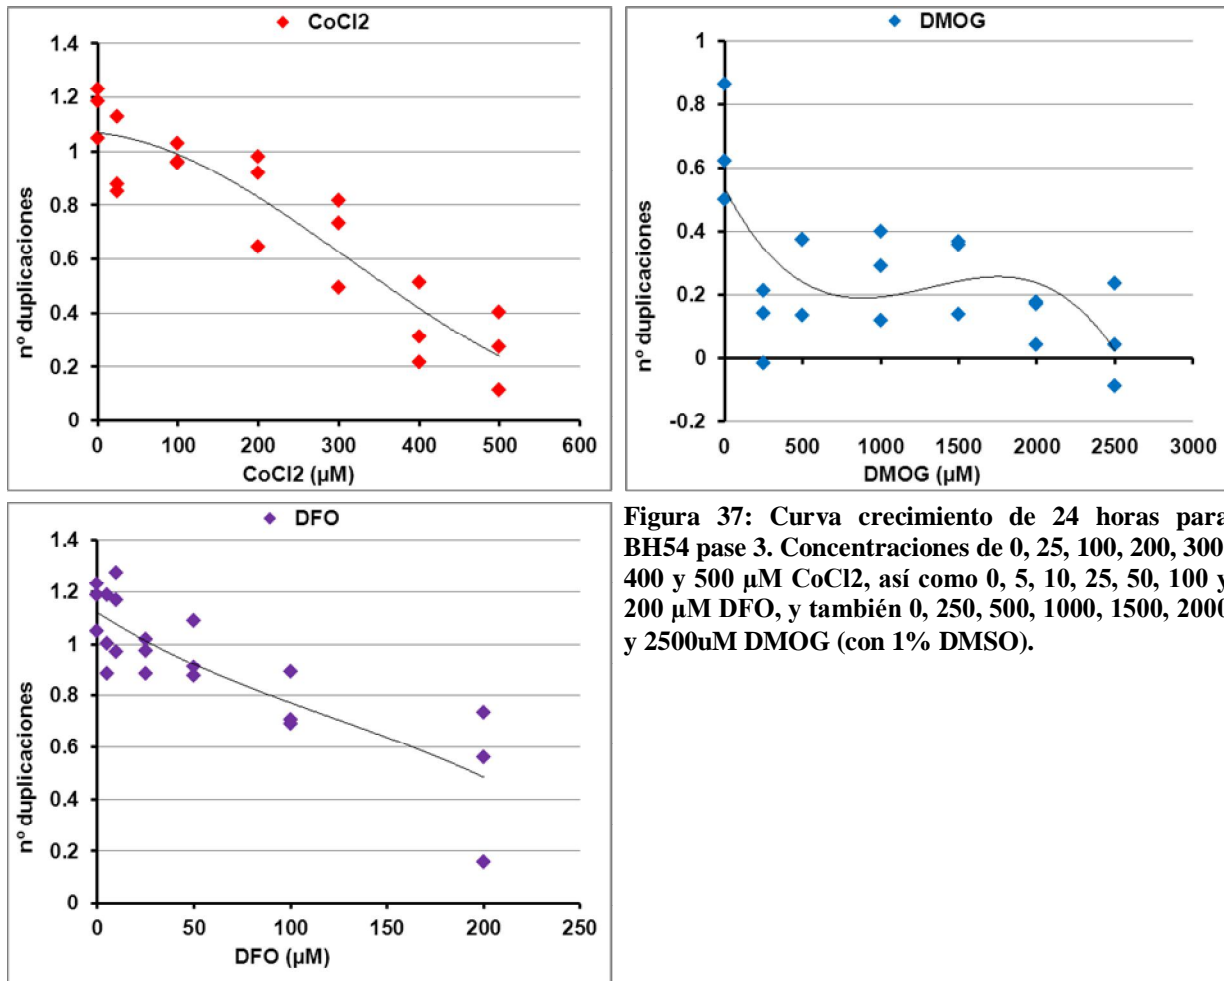 CoCl2
1.4
1.2
1
0.8
0.6
0.4
0.2
0
nº duplicaciones
0 100 200 300 400 500 600
CoCl2 (µM)
DMOG
1
0.8
0.6
0.4
0.2
0
-0.2
nº duplicaciones
0 500 1000 1500 2000 2500 3000
DMOG (µM)
DFO
1.4
1.2
1
0.8
0.6
0.4
0.2
0
nº duplicaciones
0 50 100 150 200 250
DFO (µM)
Figura 37: Curva crecimiento de 24 horas para
BH54 pase 3. Concentraciones de 0, 25, 100, 200, 300
400 y 500 µM CoCl2, así como 0, 5, 10, 25, 50, 100 y
200 µM DFO, y también 0, 250, 500, 1000, 1500, 2000
y 2500uM DMOG (con 1% DMSO).